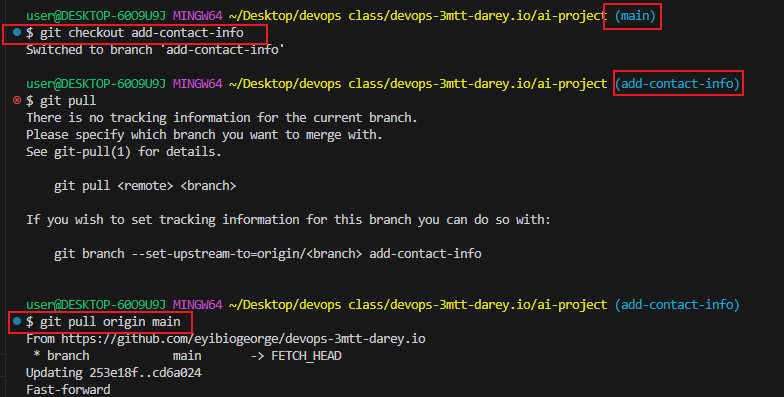 user@DESKTOP-60O9U9J MINGW64 ~/Desktop/devops class/devops-3mtt-darey.io/ai-project (main)
$ git checkout add-contact-info
Switched to branch 'add-contact-info'
user@DESKTOP-60O9U9J MINGW64 ~/Desktop/devops class/devops-3mtt-darey.io/ai-project (add-contact-info)
$ git pull
There is no tracking information for the current branch.
Please specify which branch you want to merge with.
See git-pull(1) for details.
git pull <remote> <branch>
If you wish to set tracking information for this branch you can do so with:
git branch --set-upstream-to=origin/<branch> add-contact-info
user@DESKTOP-60O9U9J MINGW64 ~/Desktop/devops class/devops-3mtt-darey.io/ai-project (add-contact-info)
$ git pull origin main
From https://github.com/eyibiogeorge/devops-3mtt-darey.io
* branch main -> FETCH_HEAD
Updating 253e18f..cd6a024
Fast-forward